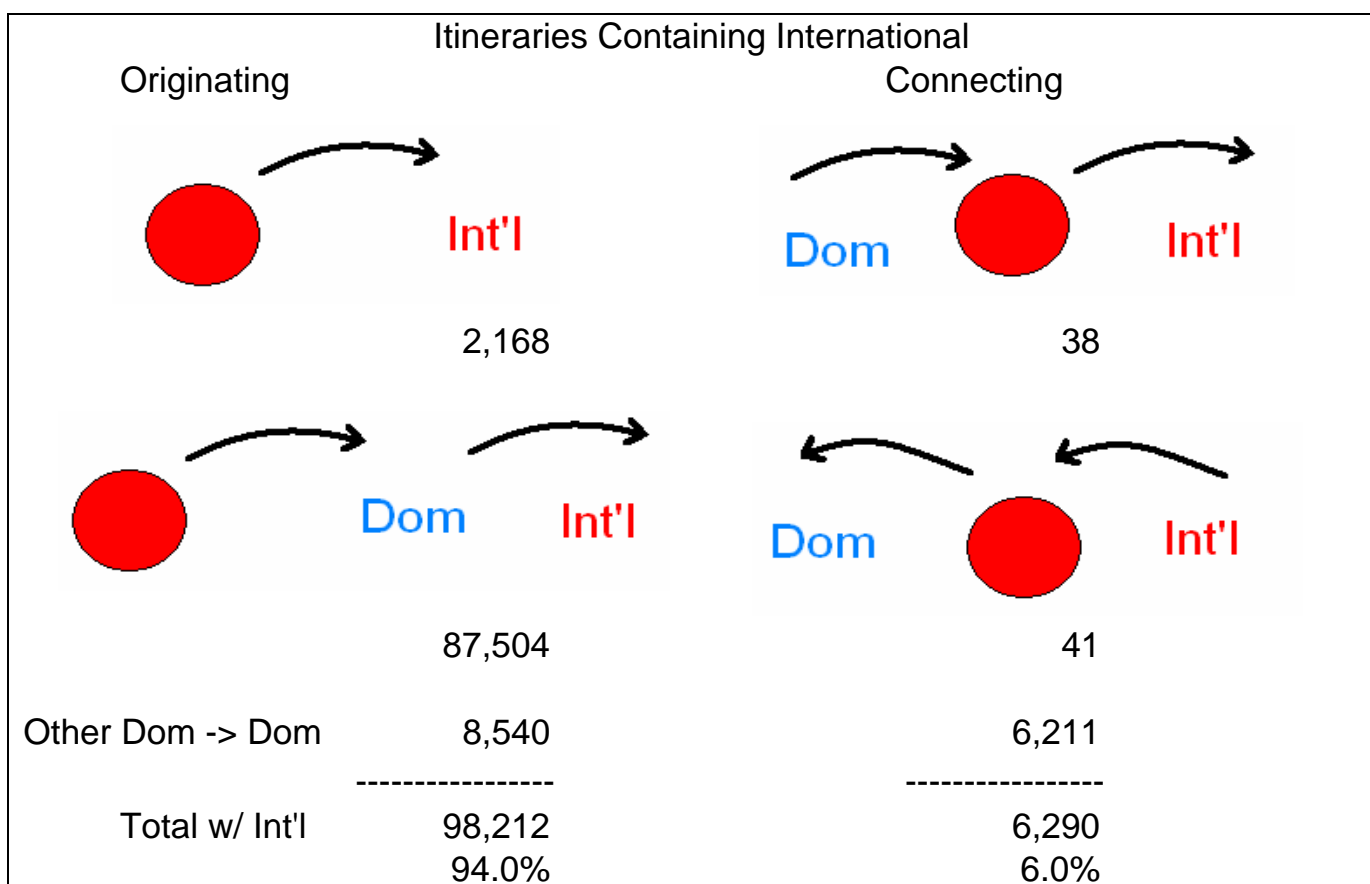 Itineraries Containing International
Originating Connecting
Int'l Dom Int'l
2,168 38
Dom Int'l Dom Int'l
87,504 41
Other Dom -> Dom 8,540 6,211
----------------- -----------------
Total w/ Int'l 98,212 6,290
94.0% 6.0%